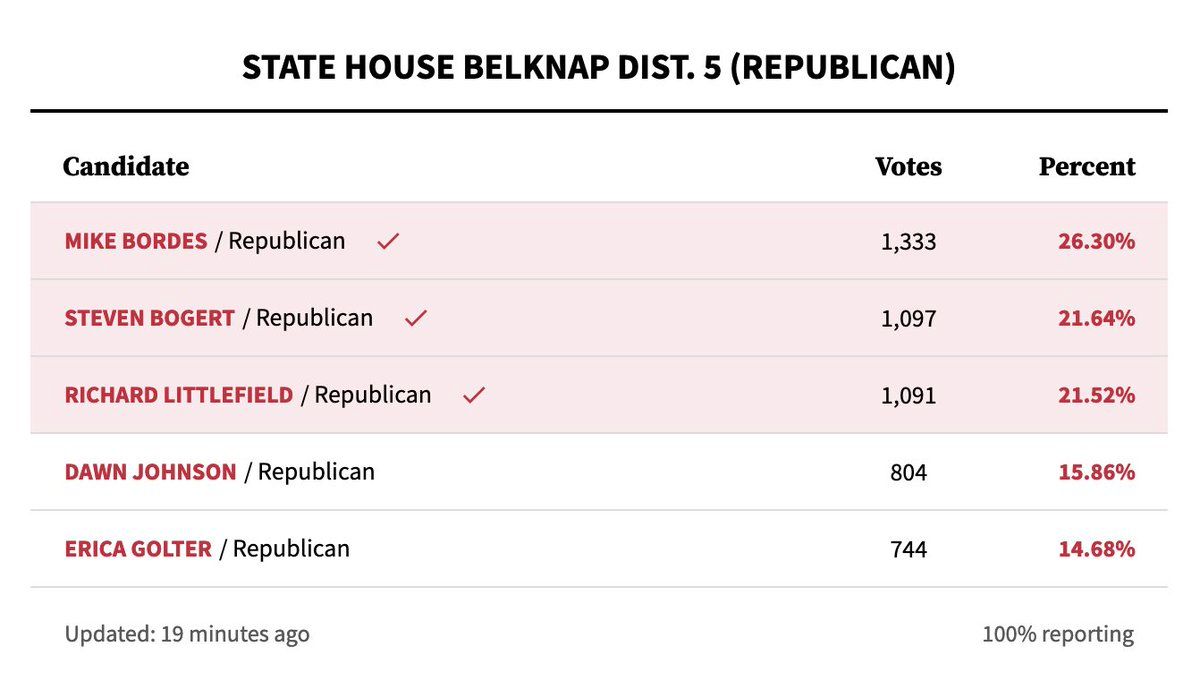 STATE HOUSE BELKNAP DIST. 5 (REPUBLICAN)
Candidate Votes Percent
MIKE BORDES / Republican ✓ 1,333 26.30%
STEVEN BOGERT / Republican ✓ 1,097 21.64%
RICHARD LITTLEFIELD / Republican ✓ 1,091 21.52%
DAWN JOHNSON / Republican 804 15.86%
ERICA GOLTER / Republican 744 14.68%
Updated: 19 minutes ago 100% reporting